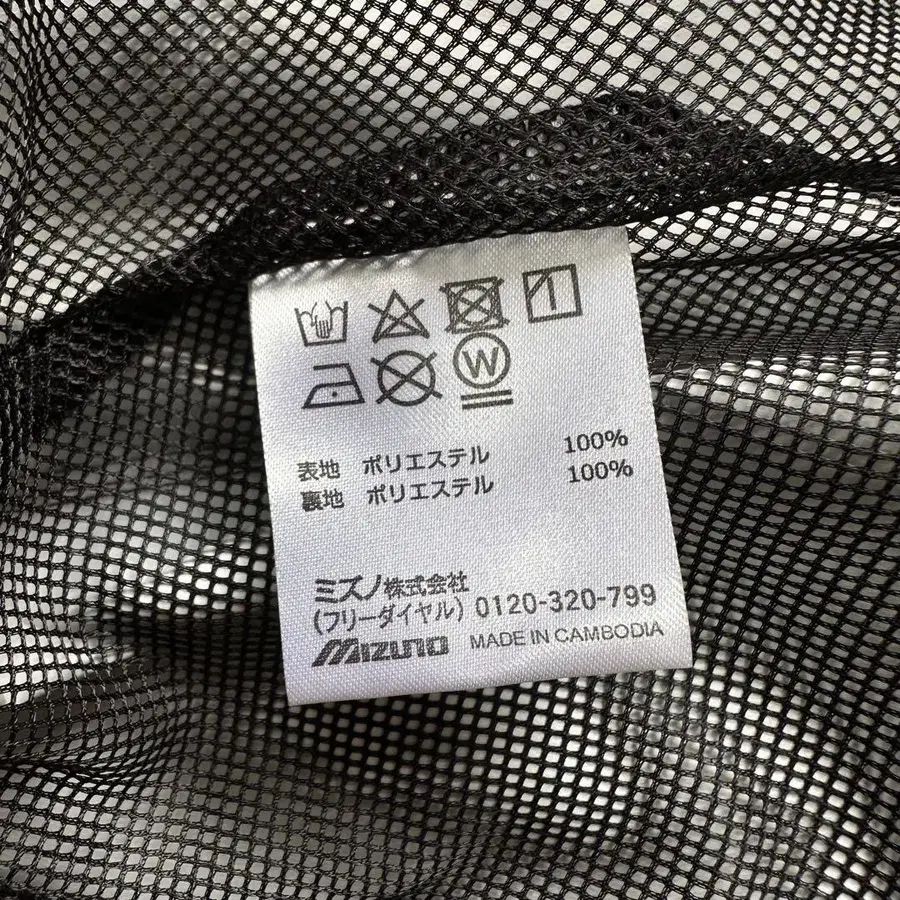 W
表地 ポリエステル 100%
裏地 ポリエステル 100%
ミズノ株式会社
(フリーダイヤル) 0120-320-799
MIZUNO MADE IN CAMBODIA